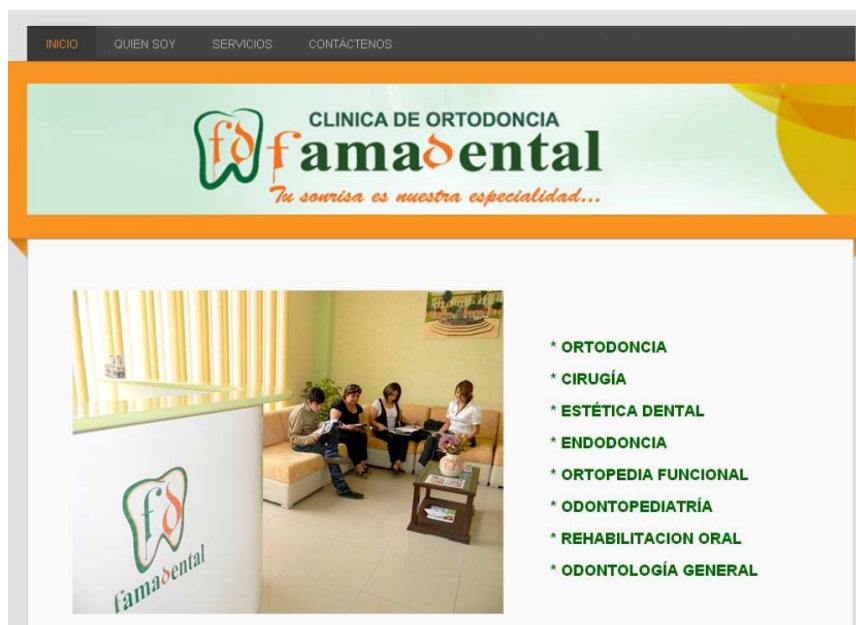 INICIO QUIEN SOY SERVICIOS CONTÁCTENOS
CLINICA DE ORTODONCIA
fd famadental
Tu sonrisa es nuestra especialidad...
* ORTODONCIA
* CIRUGÍA
* ESTÉTICA DENTAL
* ENDODONCIA
* ORTOPEDIA FUNCIONAL
* ODONTOPEDIATRÍA
* REHABILITACION ORAL
* ODONTOLOGÍA GENERAL
fd
famadental